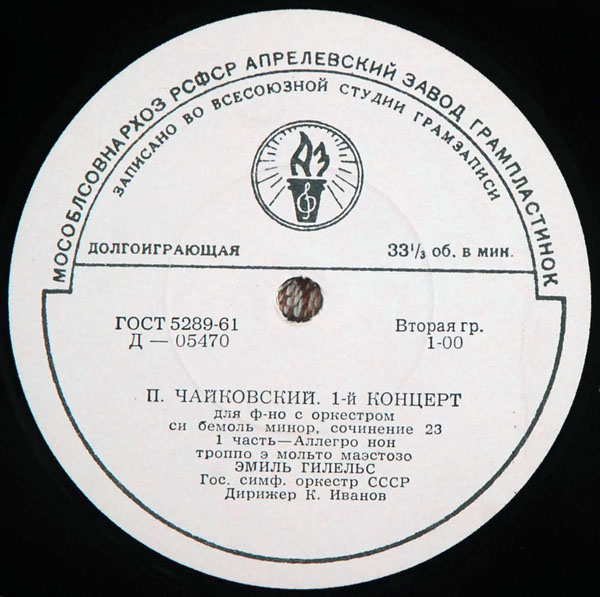 МОСОБЛСОВНАРХОЗ РСФСР АПРЕЛЕВСКИЙ ЗАВОД ГРАМПЛАСТИНОК
ЗАПИСАНО ВО ВСЕСОЮЗНОЙ СТУДИИ ГРАМЗАПИСИ
АЗ
ДОЛГОИГРАЮЩАЯ 33⅓ об. в мин.
ГОСТ 5289-61 Вторая гр.
Д — 05470 1-00
П. ЧАЙКОВСКИЙ. 1-й КОНЦЕРТ
для ф-но с оркестром
си бемоль минор, сочинение 23
1 часть—Аллегро нон
троппо э мольто маэстозо
ЭМИЛЬ ГИЛЕЛЬС
Гос. симф. оркестр СССР
Дирижер К. Иванов